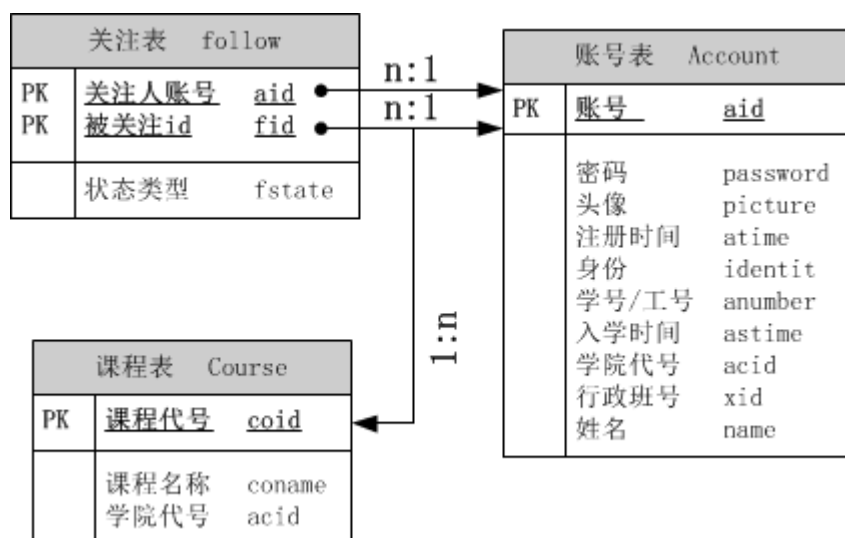 关注表 follow
PK 关注人账号 aid
PK 被关注id fid
状态类型 fstate
n:1
n:1
1:n
账号表 Account
PK 账号 aid
密码 password
头像 picture
注册时间 atime
身份 identit
学号/工号 anumber
入学时间 astime
学院代号 acid
行政班号 xid
姓名 name
课程表 Course
PK 课程代号 coid
课程名称 coname
学院代号 acid